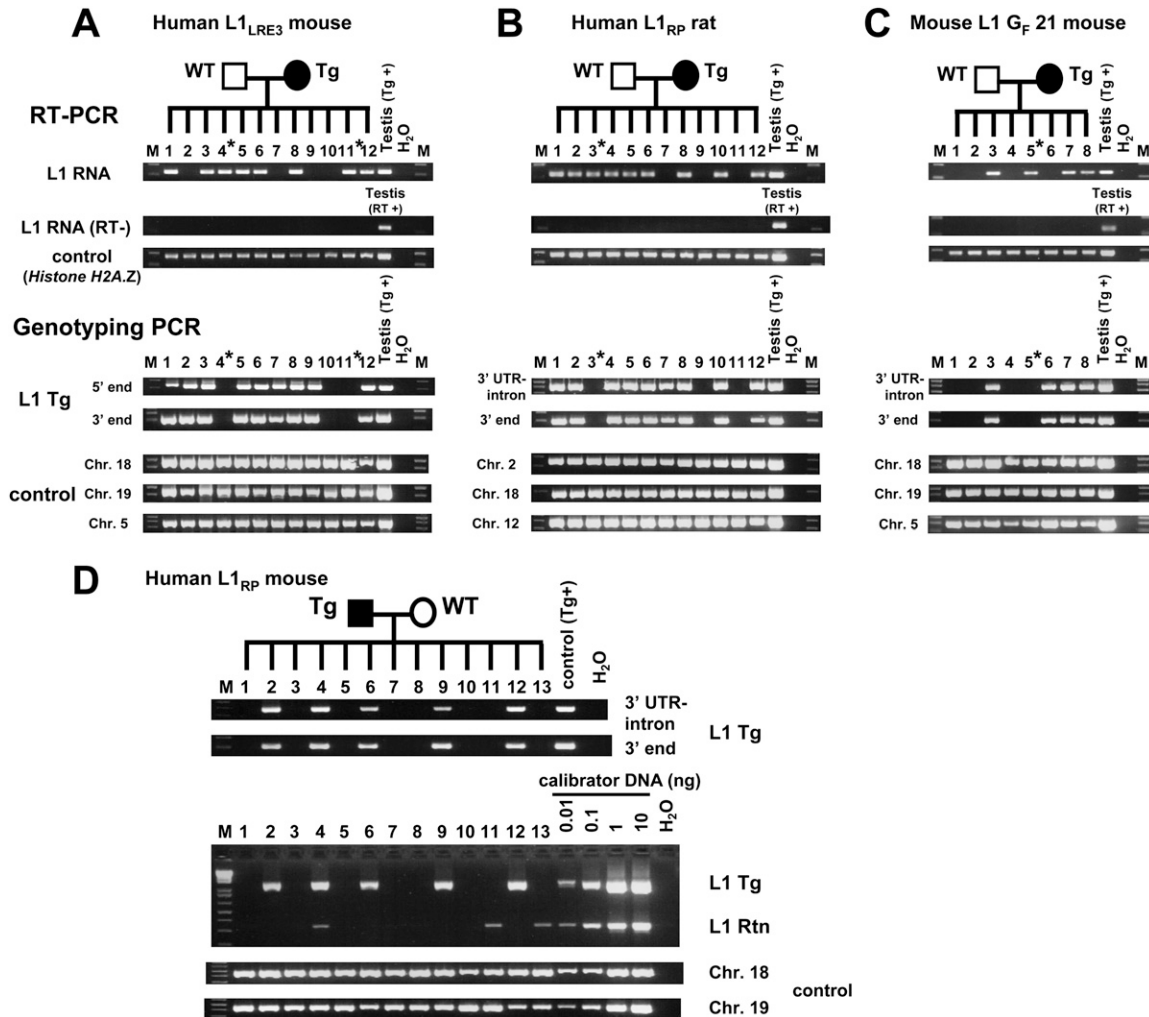 A Human L1LRE3 mouse
WT Tg
RT-PCR
Testis (Tg +)
H2O
M 1 2 3 4* 5 6 7 8 9 10 11* 12 M
L1 RNA
Testis
(RT +)
L1 RNA (RT-)
control
(Histone H2A.Z)
Genotyping PCR
Testis (Tg +)
H2O
M 1 2 3 4* 5 6 7 8 9 10 11* 12 M
L1 Tg
5' end
3' end
control
Chr. 18
Chr. 19
Chr. 5
B Human L1RP rat
WT Tg
Testis (Tg +)
H2O
M 1 2 3* 4 5 6 7 8 9 10 11 12 M
Testis
(RT +)
Testis (Tg +)
H2O
M 1 2 3* 4 5 6 7 8 9 10 11 12 M
3' UTR-
intron
3' end
Chr. 2
Chr. 18
Chr. 12
C Mouse L1 GF 21 mouse
WT Tg
Testis (Tg +)
H2O
M 1 2 3 4 5* 6 7 8 M
Testis
(RT +)
Testis (Tg +)
H2O
M 1 2 3 4 5* 6 7 8 M
3' UTR-
intron
3' end
Chr. 18
Chr. 19
Chr. 5
D Human L1RP mouse
Tg WT
control (Tg+)
H2O
M 1 2 3 4 5 6 7 8 9 10 11 12 13
3' UTR-
intron
3' end
L1 Tg
calibrator DNA (ng)
0.01 0.1 1 10 H2O
M 1 2 3 4 5 6 7 8 9 10 11 12 13
L1 Tg
L1 Rtn
Chr. 18
Chr. 19
control